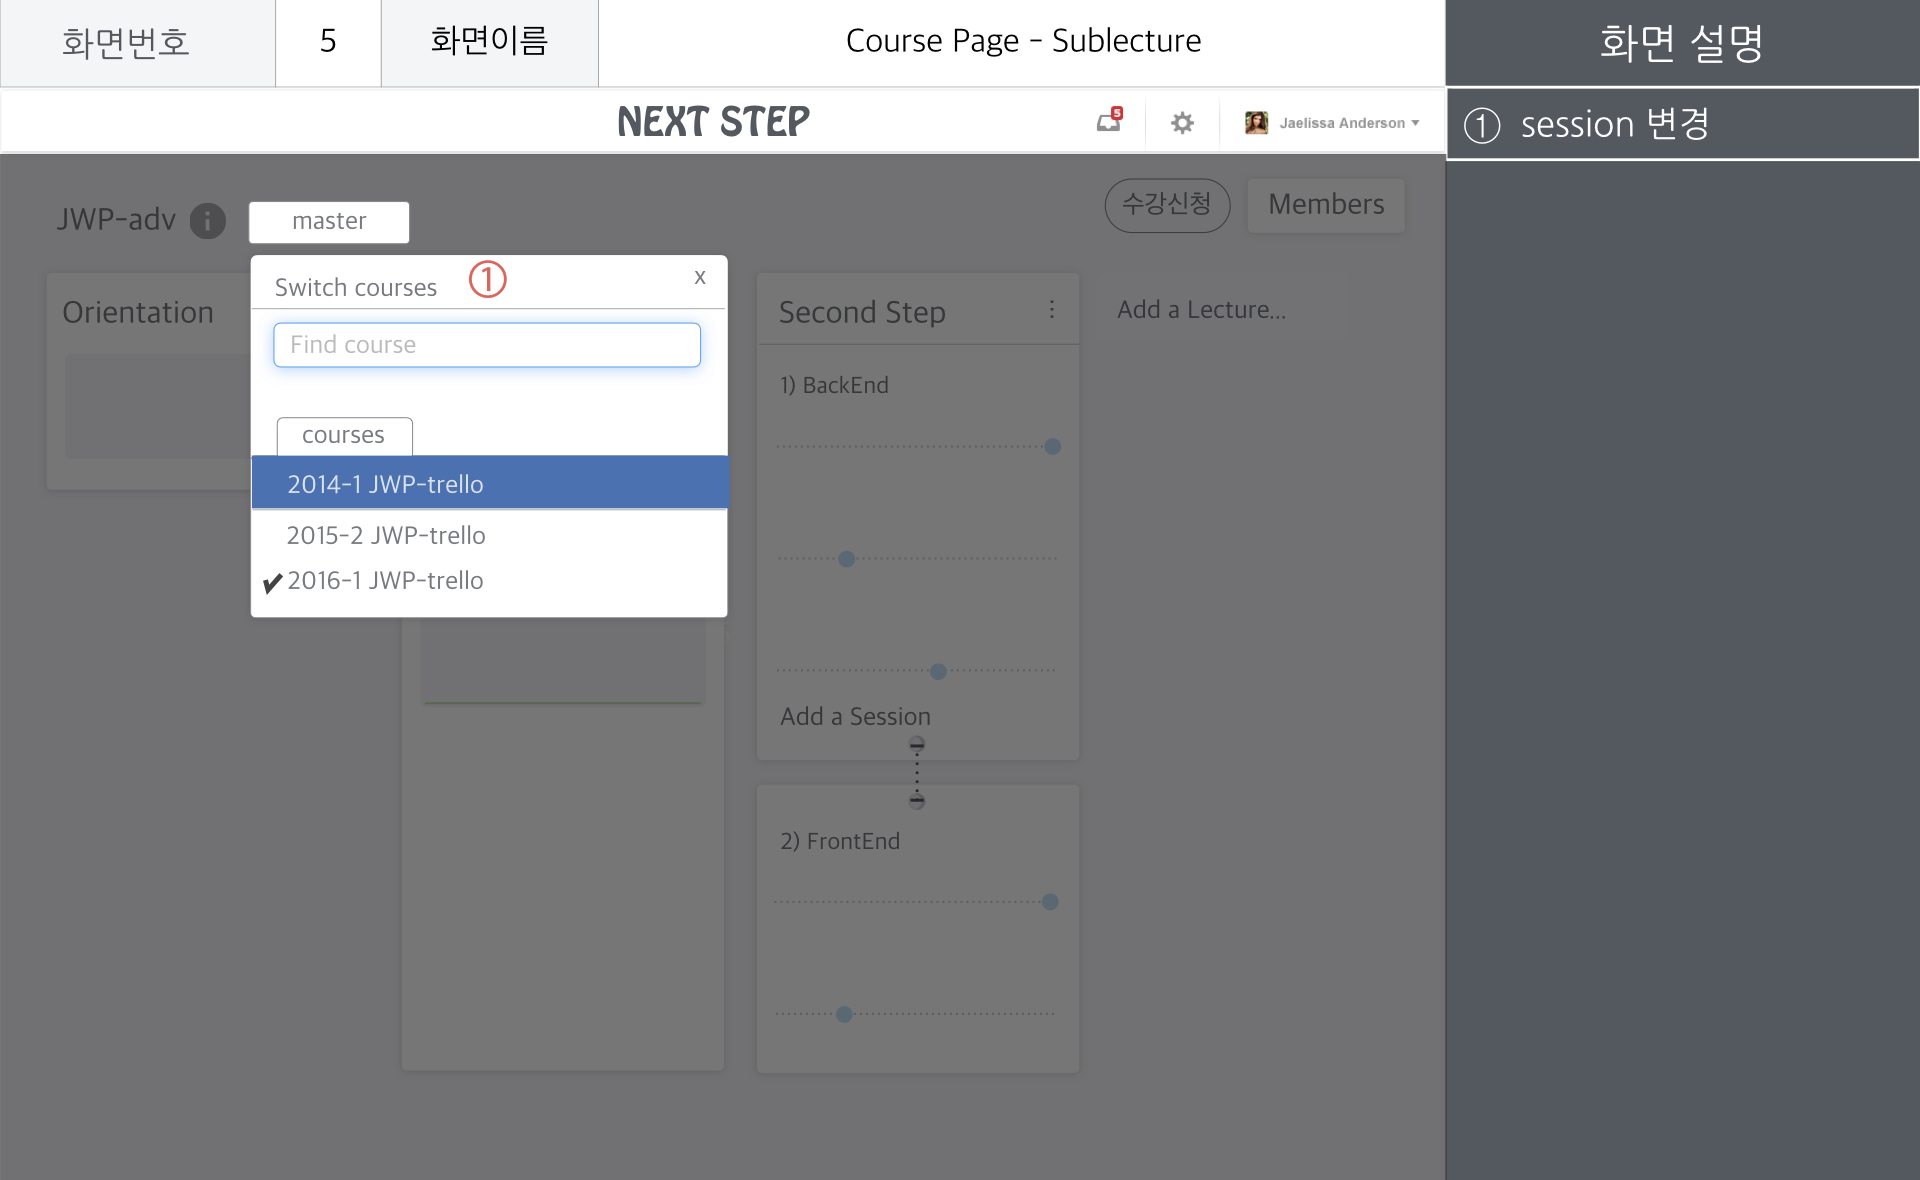 화면번호
5
화면이름
Course Page - Sublecture
화면 설명
NEXT STEP
5
Jaelissa Anderson
① session 변경
JWP-adv
i
master
수강신청
Members
Switch courses
①
x
Find course
courses
2014-1 JWP-trello
2015-2 JWP-trello
✔2016-1 JWP-trello
Orientation
Second Step
1) BackEnd
Add a Session
2) FrontEnd
Add a Lecture...